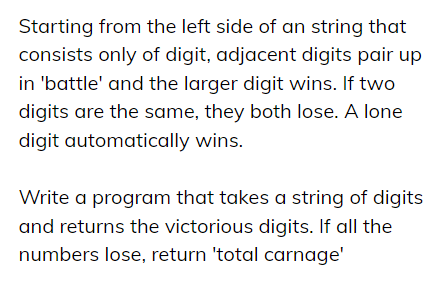 Starting from the left side of an string that
consists only of digit, adjacent digits pair up
in 'battle' and the larger digit wins. If two
digits are the same, they both lose. A lone
digit automatically wins.
Write a program that takes a string of digits
and returns the victorious digits. If all the
numbers lose, return 'total carnage'